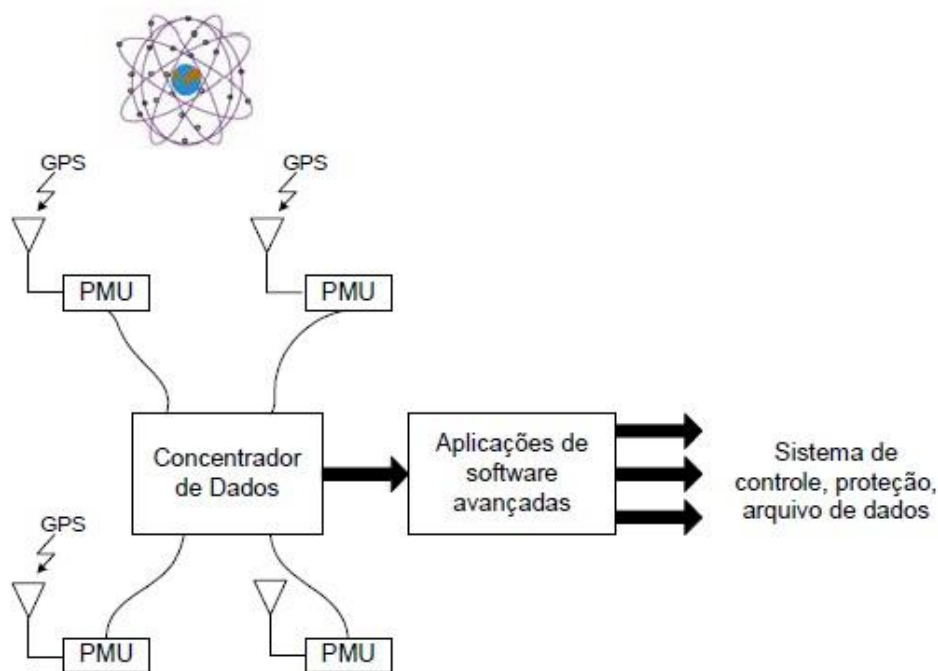 GPS
GPS
PMU
PMU
Concentrador
de Dados
Aplicações de
software
avançadas
Sistema de
controle, proteção,
arquivo de dados
GPS
PMU
PMU